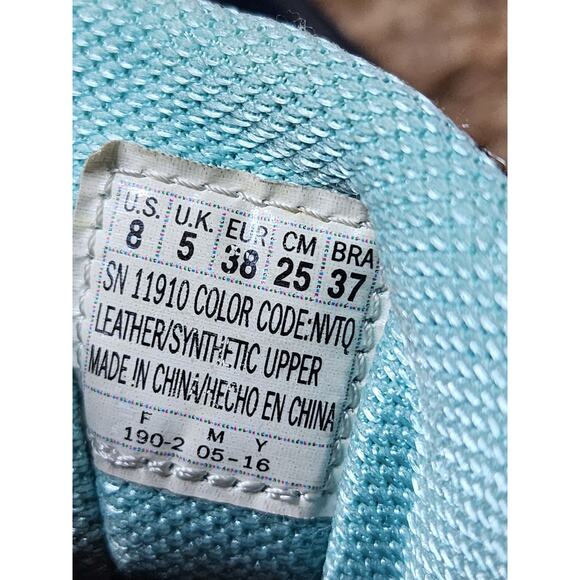 U.S. U.K. EUR CM BRA
8 5 38 25 37
SN 11910 COLOR CODE:NVTQ
LEATHER/SYNTHETIC UPPER
MADE IN CHINA/HECHO EN CHINA
F M Y
190-2 05-16